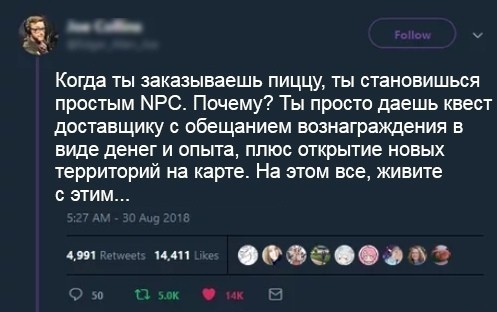 Follow
Когда ты заказываешь пиццу, ты становишься
простым NPC. Почему? Ты просто даешь квест
доставщику с обещанием вознаграждения в
виде денег и опыта, плюс открытие новых
территорий на карте. На этом все, живите
с этим...
5:27 AM - 30 Aug 2018
4,991 Retweets 14,411 Likes
50 5.0K 14K